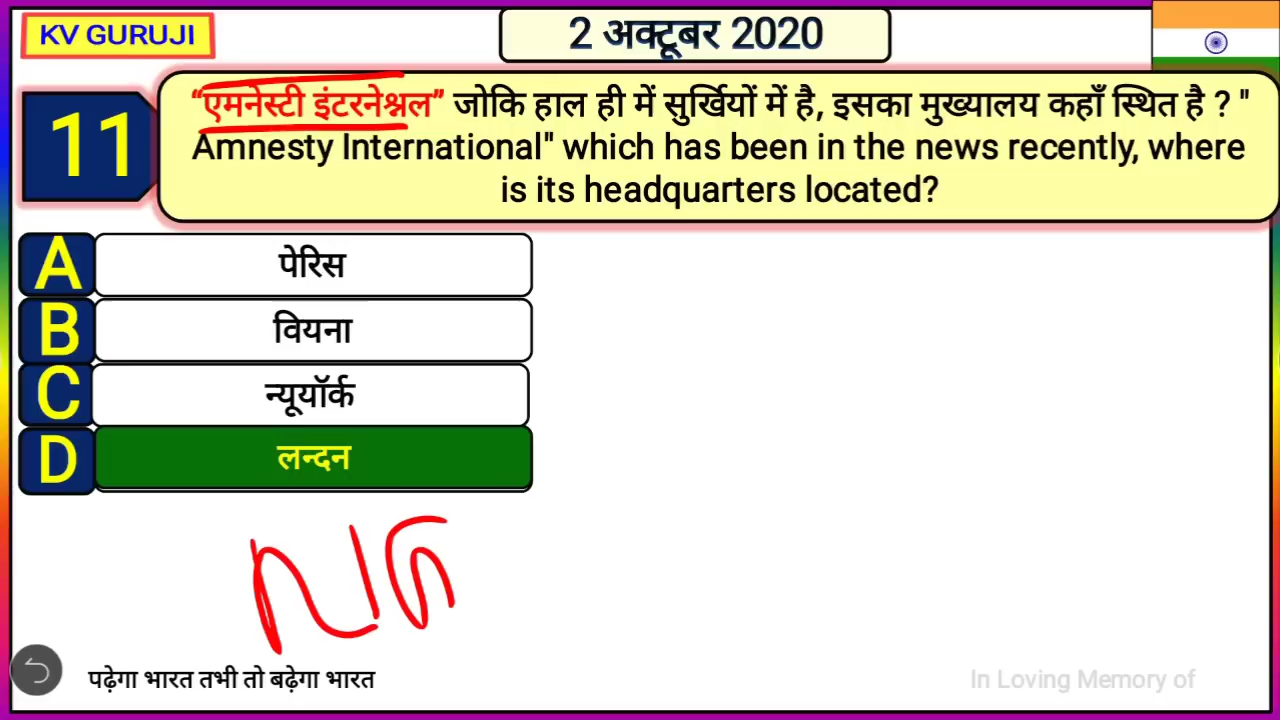 KV GURUJI
2 अक्टूबर 2020
11
“एमनेस्टी इंटरनेश्नल” जोकि हाल ही में सुर्खियों में है, इसका मुख्यालय कहाँ स्थित है ? "
Amnesty International" which has been in the news recently, where
is its headquarters located?
A पेरिस
B वियना
C न्यूयॉर्क
D लन्दन
पढ़ेगा भारत तभी तो बढ़ेगा भारत
In Loving Memory of